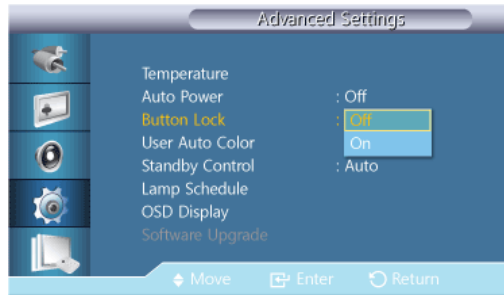 Advanced Settings
Temperature
Auto Power : Off
Button Lock : Off
On
User Auto Color
Standby Control : Auto
Lamp Schedule
OSD Display
Software Upgrade
Move Enter Return